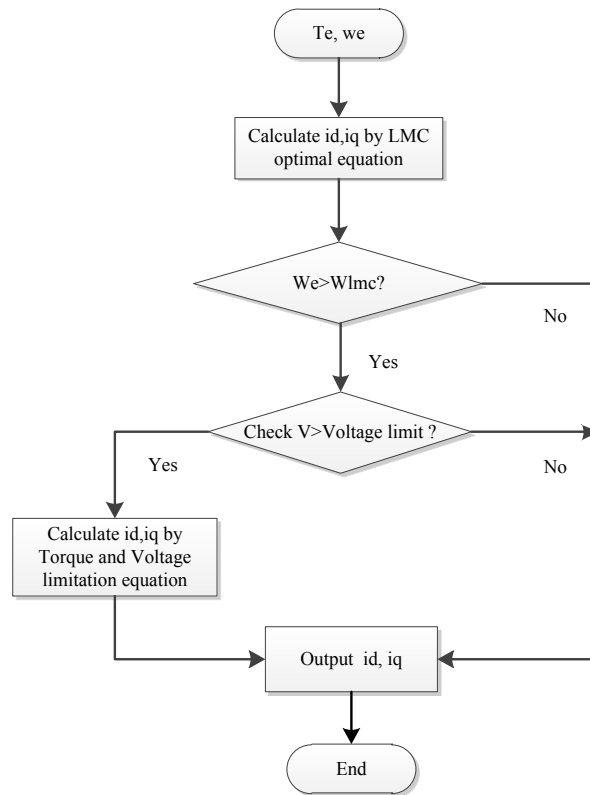 Te, we
Calculate id,iq by LMC
optimal equation
We>Wlmc?
No
Yes
Check V>Voltage limit ?
Yes
No
Calculate id,iq by
Torque and Voltage
limitation equation
Output id, iq
End